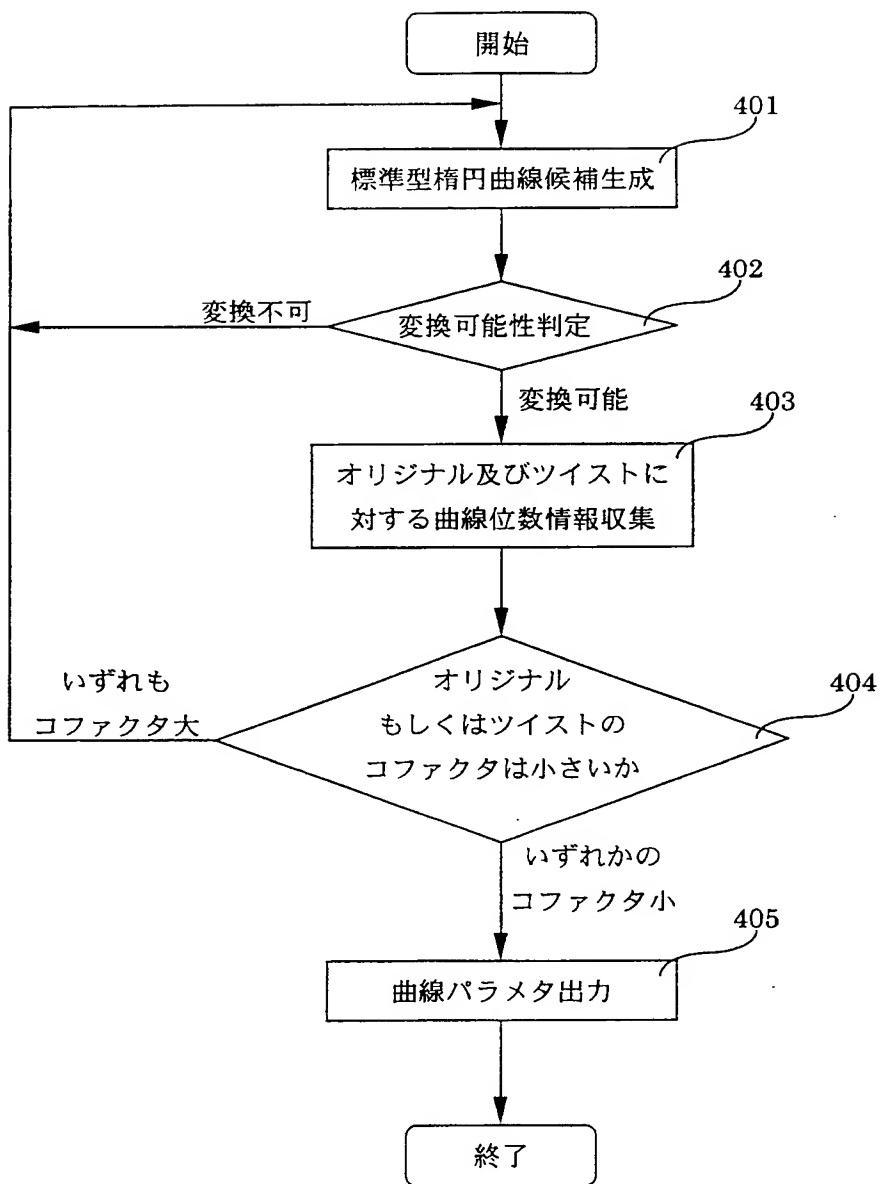 開始
401
標準型楕円曲線候補生成
402
変換不可
変換可能性判定
変換可能
403
オリジナル及びツイストに
対する曲線位数情報収集
いずれも
コファクタ大
オリジナル
もしくはツイストの
コファクタは小さいか
404
いずれかの
コファクタ小
405
曲線パラメタ出力
終了